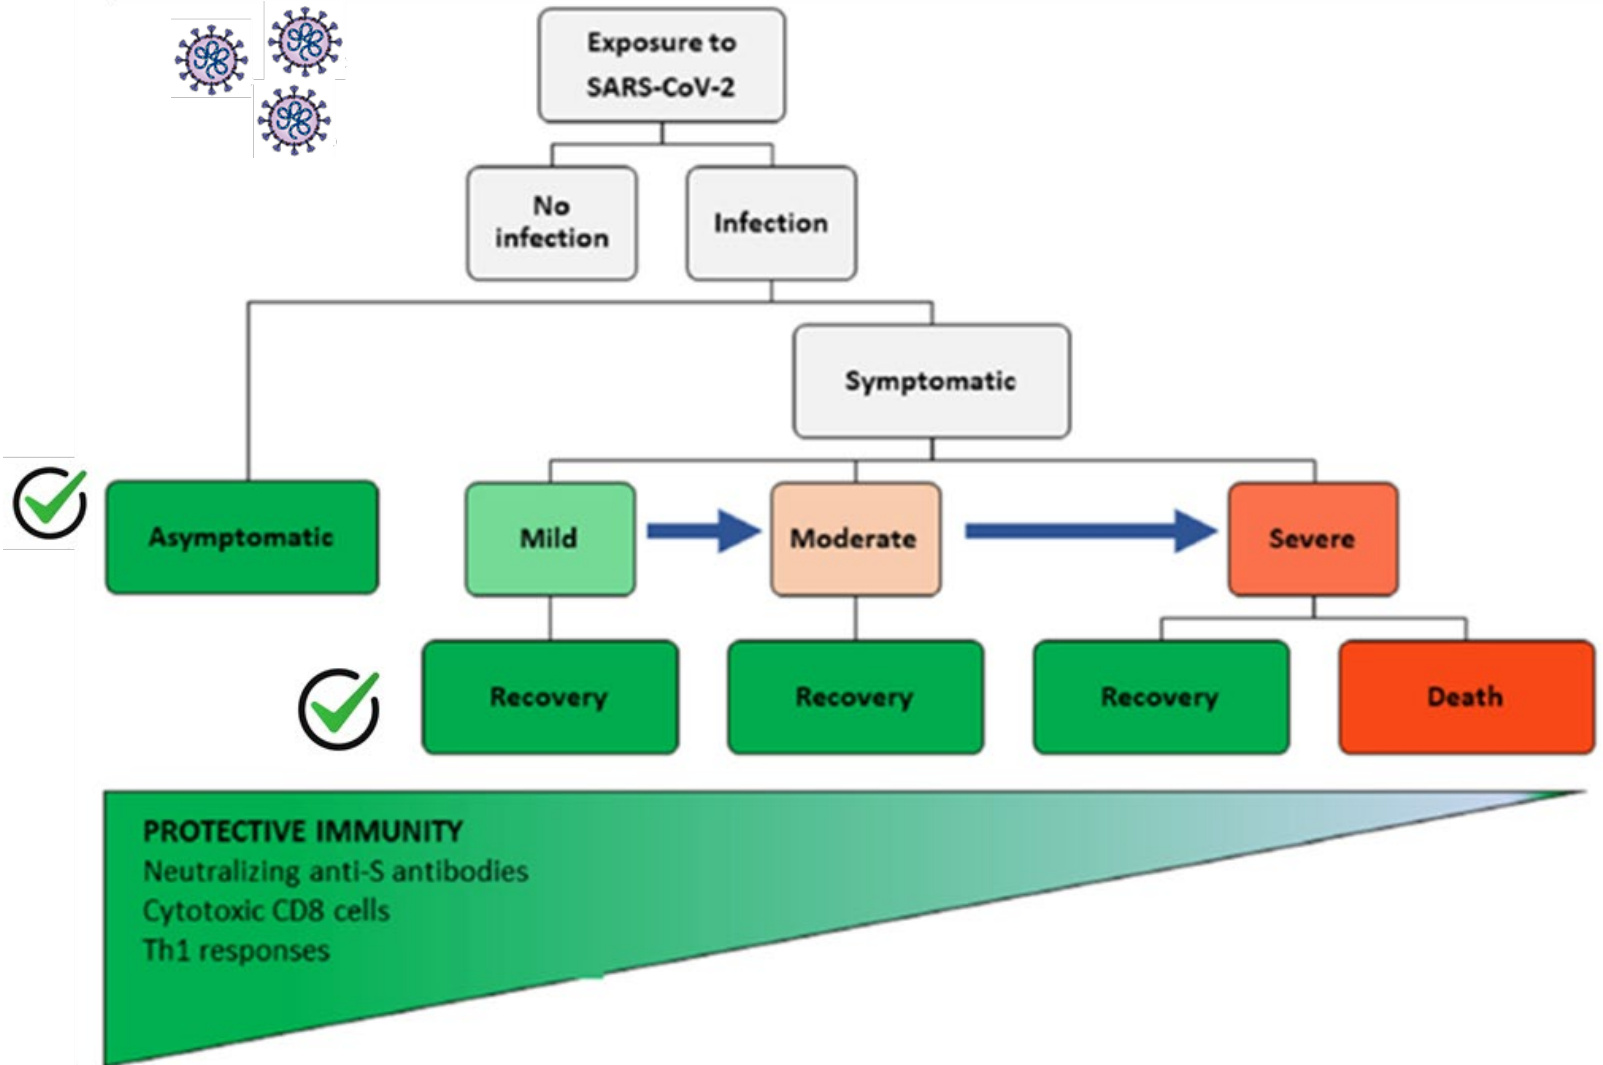 Exposure to
SARS-CoV-2
No
infection
Infection
Symptomatic
Asymptomatic
Mild
Moderate
Severe
Recovery
Recovery
Recovery
Death
PROTECTIVE IMMUNITY
Neutralizing anti-S antibodies
Cytotoxic CD8 cells
Th1 responses